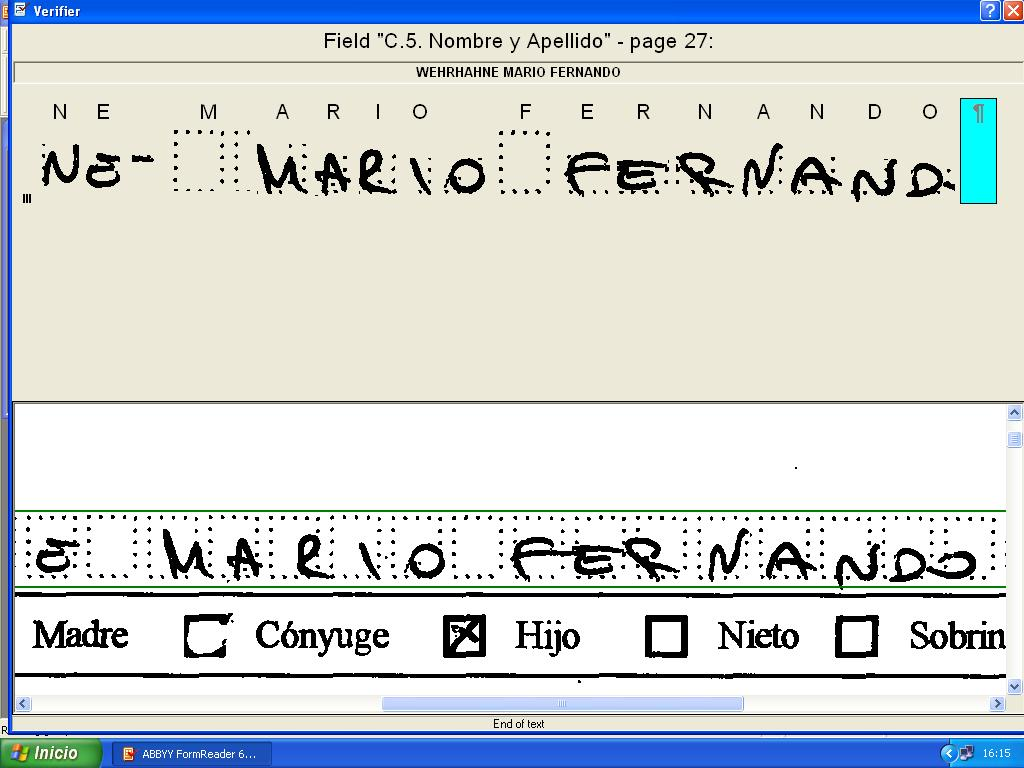 Verifier
Field "C.5. Nombre y Apellido" - page 27:
WEHRHAHNE MARIO FERNANDO
N E M A R I O F E R N A N D O ¶
NE- MARIO FERNAND
E MARIO FERNANDO
Madre Cónyuge Hijo Nieto Sobrin
End of text
Inicio ABBYY FormReader 6... 16:15